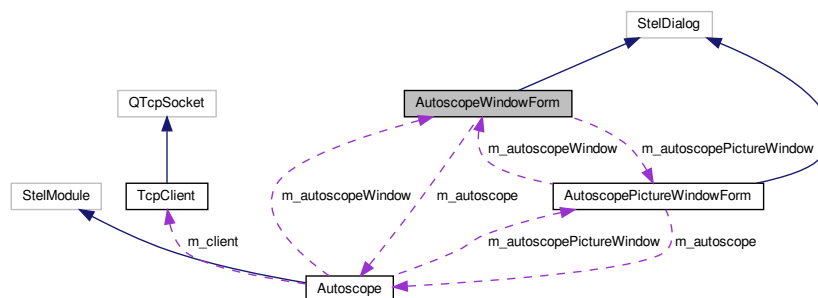 StelDialog
QTcpSocket
AutoscopeWindowForm
m_autoscopeWindow
m_autoscopePictureWindow
StelModule
TcpClient
m_autoscopeWindow
m_autoscope
AutoscopePictureWindowForm
m_client
m_autoscopePictureWindow
m_autoscope
Autoscope